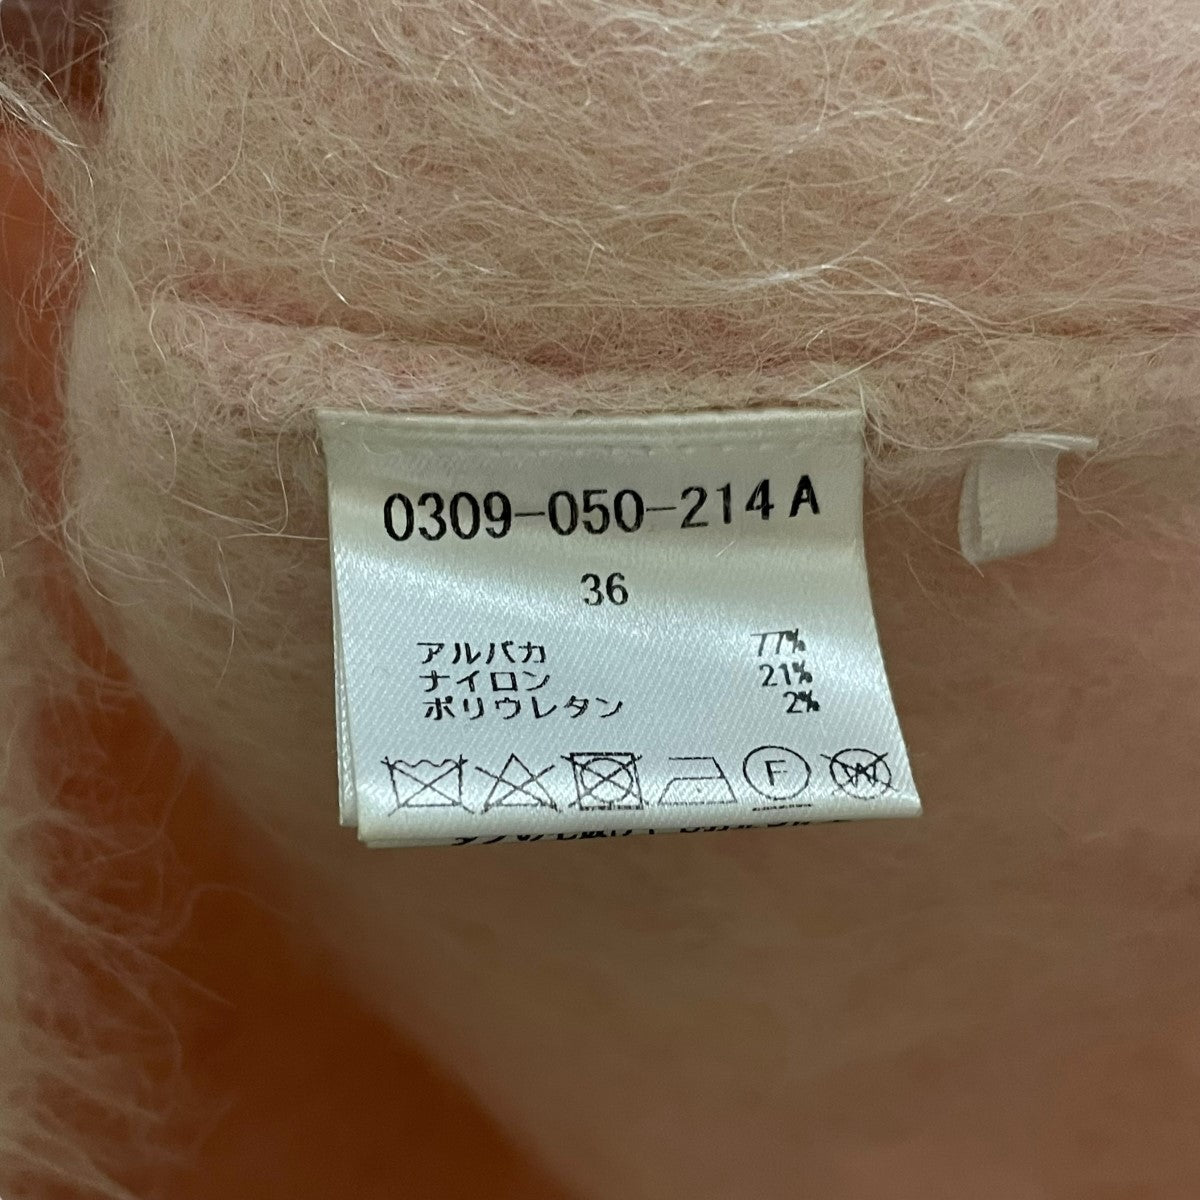 0309-050-214A
36
アルパカ 77%
ナイロン 21%
ポリウレタン 2%
F
W